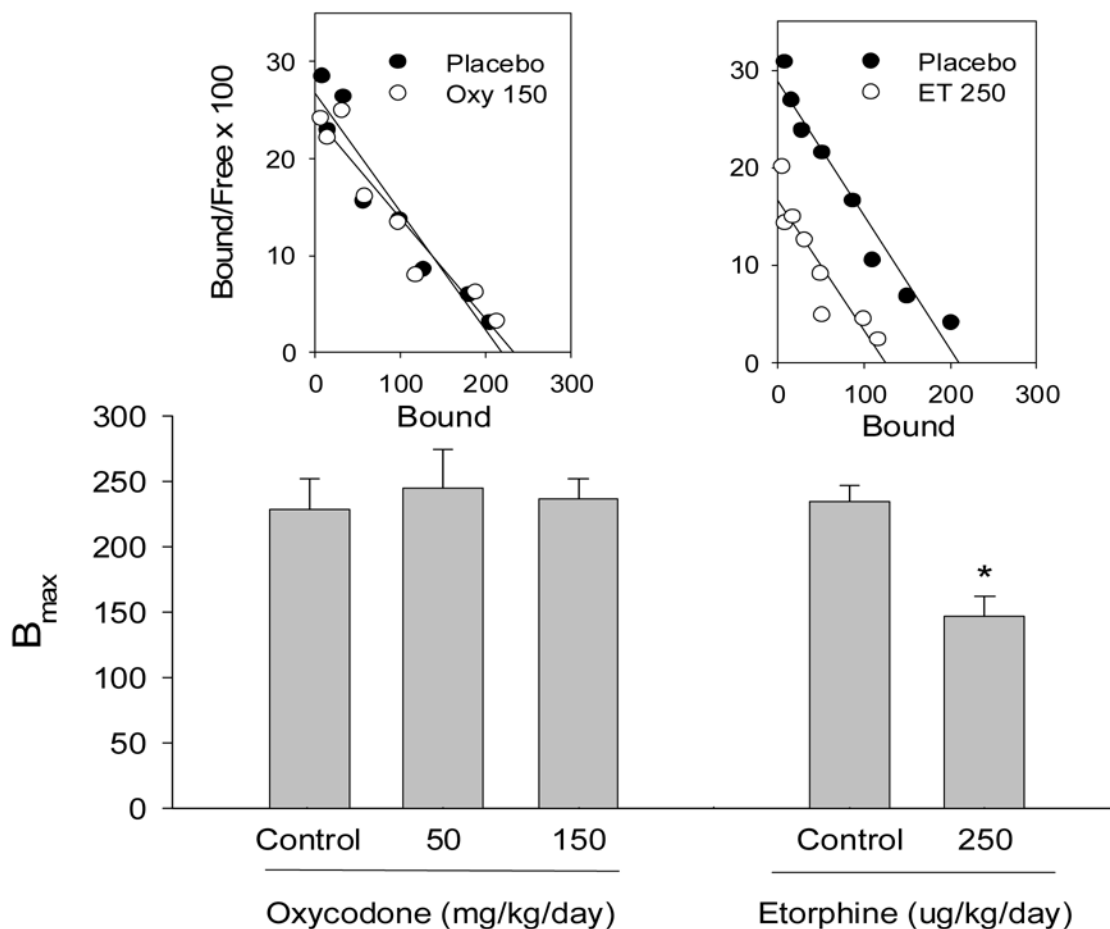 Bound/Free x 100
30
20
10
0
Placebo
Oxy 150
0 100 200 300
Bound
30
20
10
0
Placebo
ET 250
0 100 200 300
Bound
Bmax
300
250
200
150
100
50
0
*
Control 50 150 Control 250
Oxycodone (mg/kg/day) Etorphine (ug/kg/day)